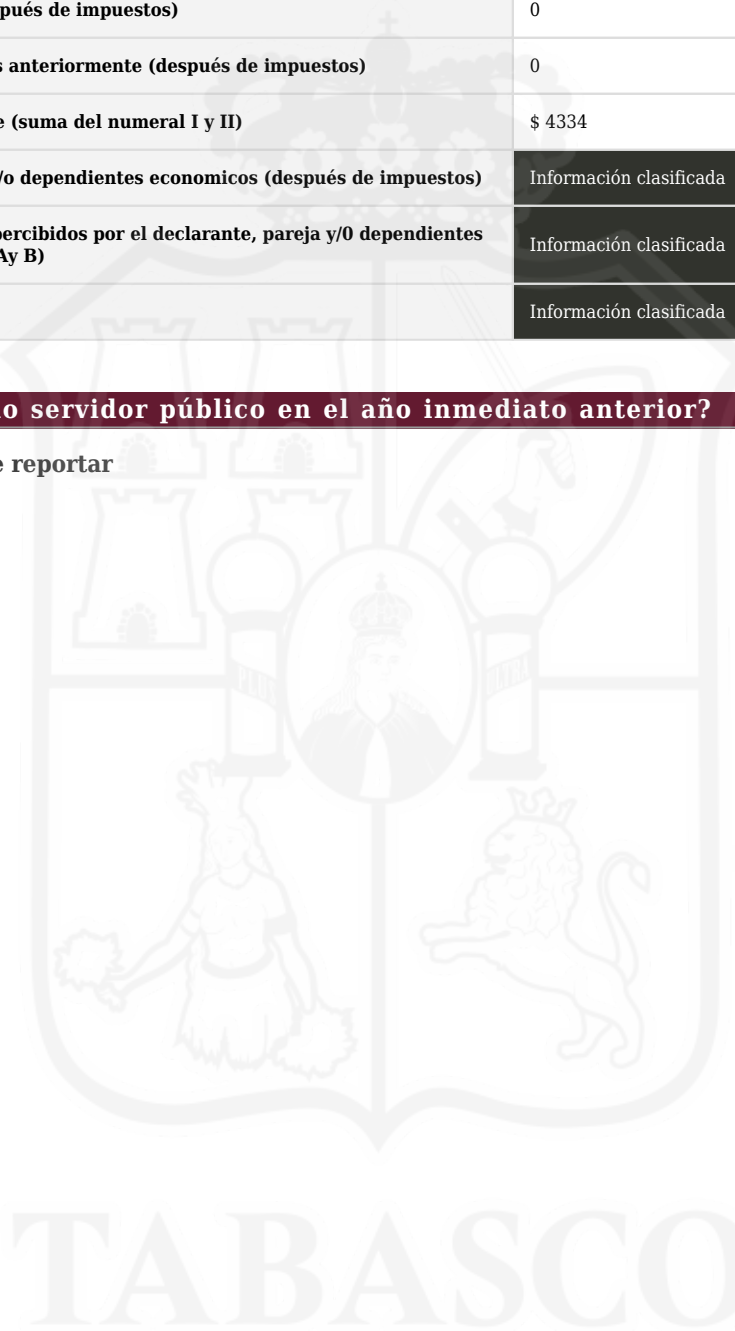 pués de impuestos) 0
s anteriormente (después de impuestos) 0
e (suma del numeral I y II) $ 4334
/o dependientes economicos (después de impuestos) Información clasificada
percibidos por el declarante, pareja y/0 dependientes
Ay B) Información clasificada
Información clasificada
o servidor público en el año inmediato anterior?
e reportar
PLUS ULTRA
TABASCO